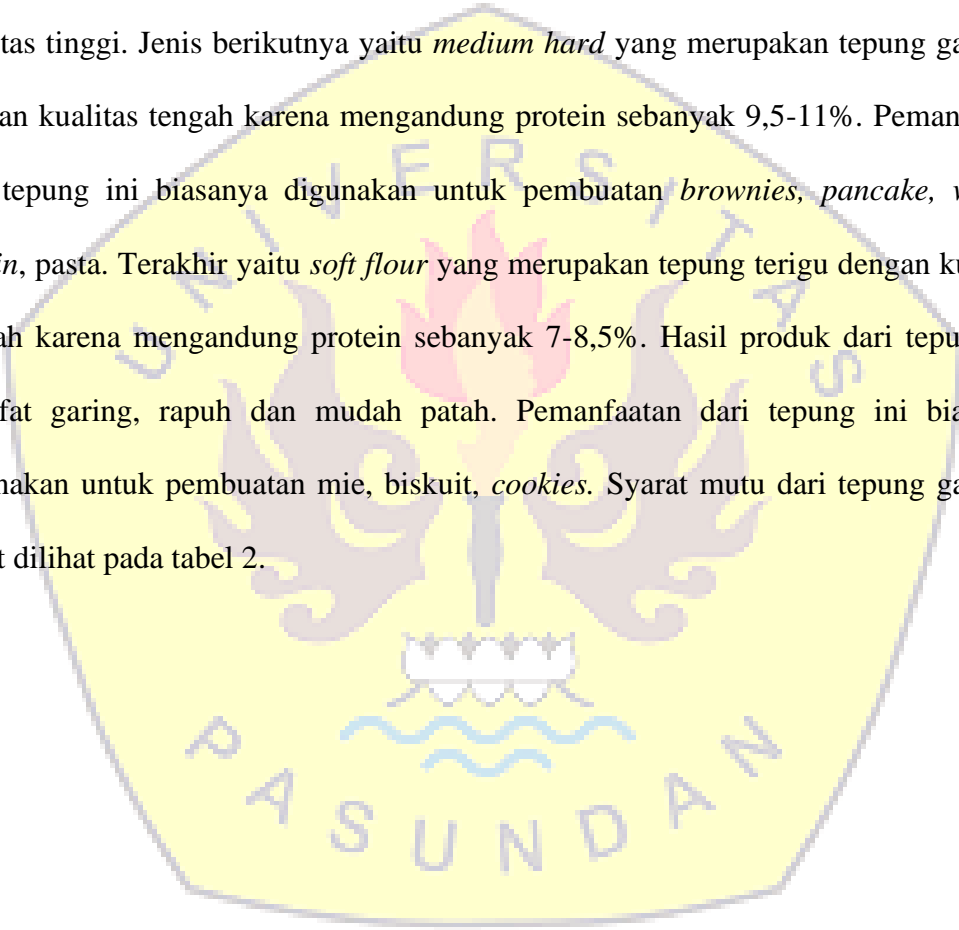 tas tinggi. Jenis berikutnya yaitu medium hard yang merupakan tepung ga
an kualitas tengah karena mengandung protein sebanyak 9,5-11%. Peman
tepung ini biasanya digunakan untuk pembuatan brownies, pancake, w
in, pasta. Terakhir yaitu soft flour yang merupakan tepung terigu dengan ku
ah karena mengandung protein sebanyak 7-8,5%. Hasil produk dari tepu
fat garing, rapuh dan mudah patah. Pemanfaatan dari tepung ini bia
nakan untuk pembuatan mie, biskuit, cookies. Syarat mutu dari tepung ga
t dilihat pada tabel 2.
UNIVERSITAS
PASUNDAN